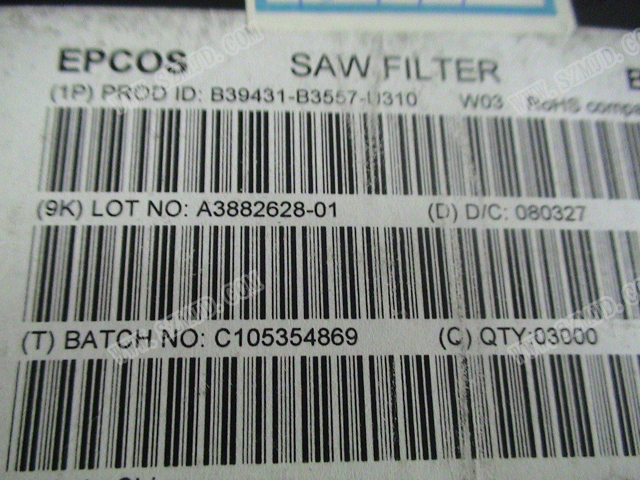 EPCOS SAW FILTER
(1P) PROD ID: B39431-B3557-U310 W03 RoHS compa
(9K) LOT NO: A3882628-01 (D) D/C: 080327
(T) BATCH NO: C105354869 (Q) QTY:03000